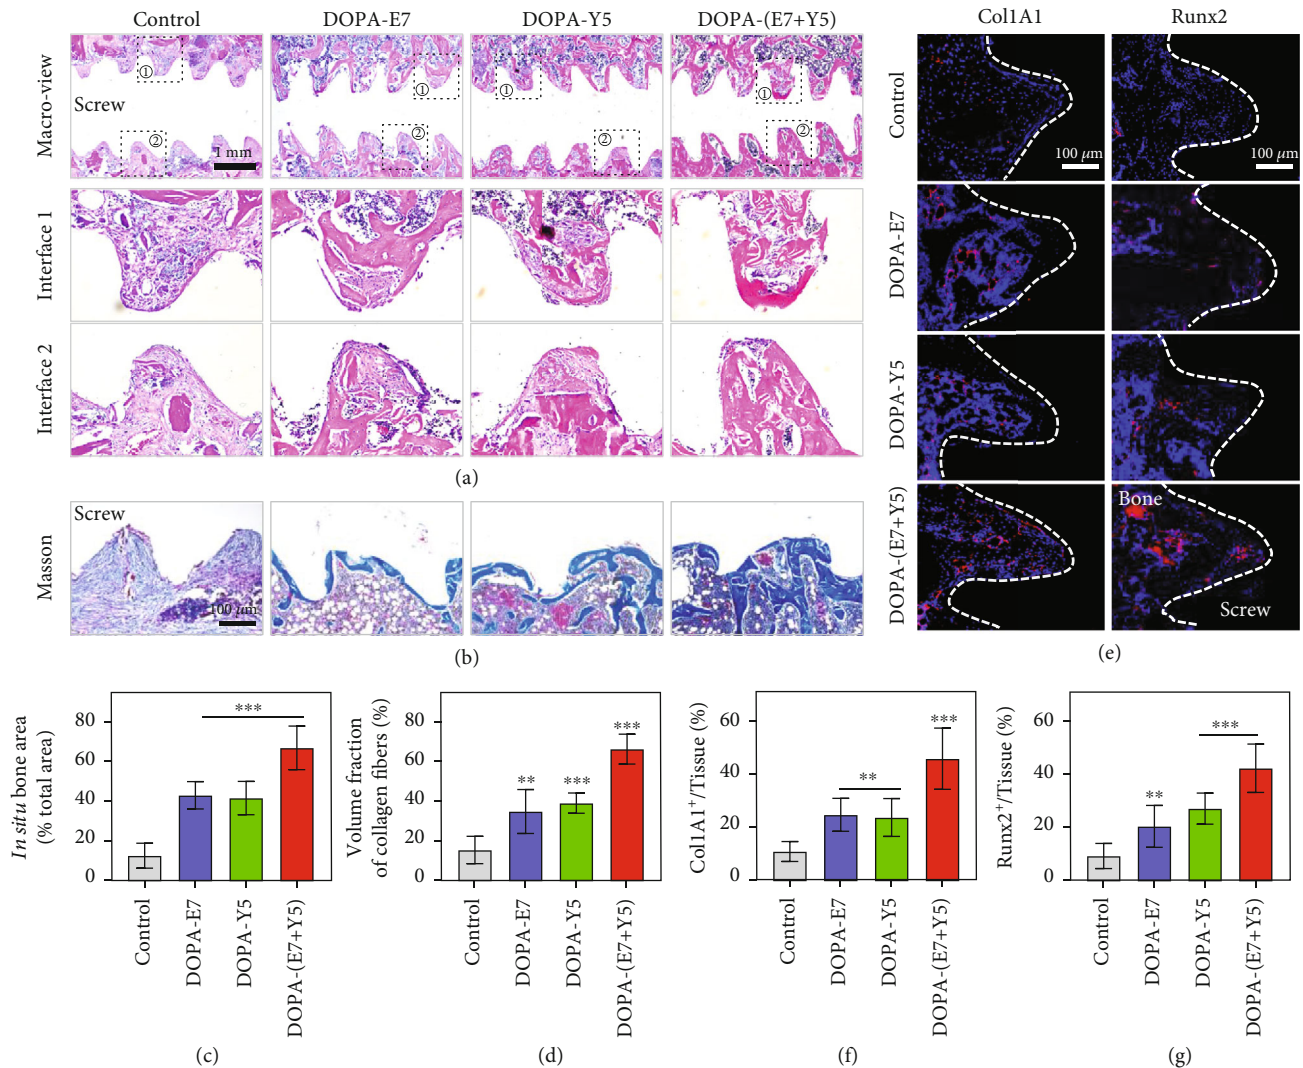 Control DOPA-E7 DOPA-Y5 DOPA-(E7+Y5)
Macro-view
① ① ① ①
Screw
② ② ② ②
1 mm
Interface 1
Interface 2
(a)
Masson
Screw
100 µm
(b)
Col1A1 Runx2
Control
100 µm 100 µm
DOPA-E7
DOPA-Y5
DOPA-(E7+Y5)
Bone
Screw
(e)
In situ bone area
(% total area)
80
60
40
20
0
***
Control
DOPA-E7
DOPA-Y5
DOPA-(E7+Y5)
(c)
Volume fraction
of collagen fibers (%)
80
60
40
20
0
**
***
***
Control
DOPA-E7
DOPA-Y5
DOPA-(E7+Y5)
(d)
Col1A1+/Tissue (%)
60
40
20
0
**
***
Control
DOPA-E7
DOPA-Y5
DOPA-(E7+Y5)
(f)
Runx2+/Tissue (%)
60
40
20
0
**
***
Control
DOPA-E7
DOPA-Y5
DOPA-(E7+Y5)
(g)